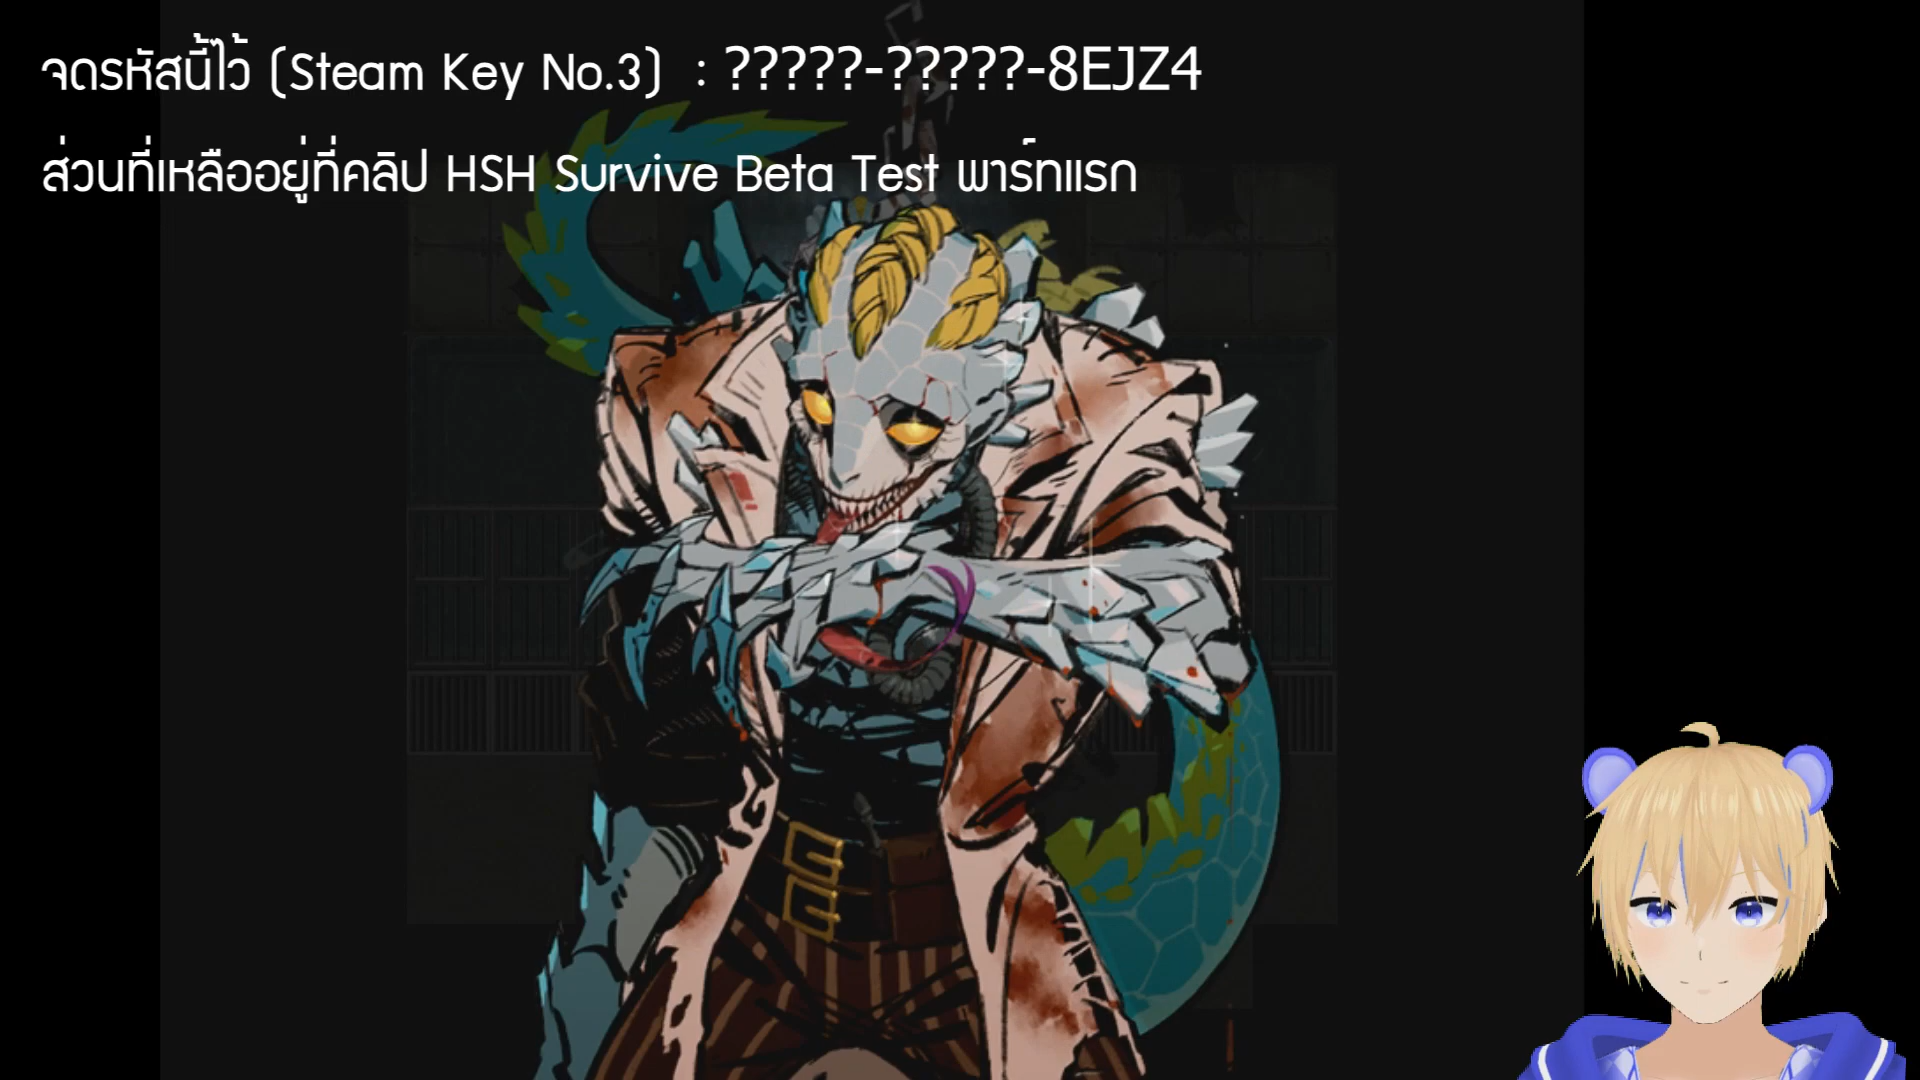 จดรหัสนี้ไว้ (Steam Key No.3) : ?????-?????-8EJZ4
ส่วนที่เหลืออยู่ที่คลิป HSH Survive Beta Test พาร์ทแรก